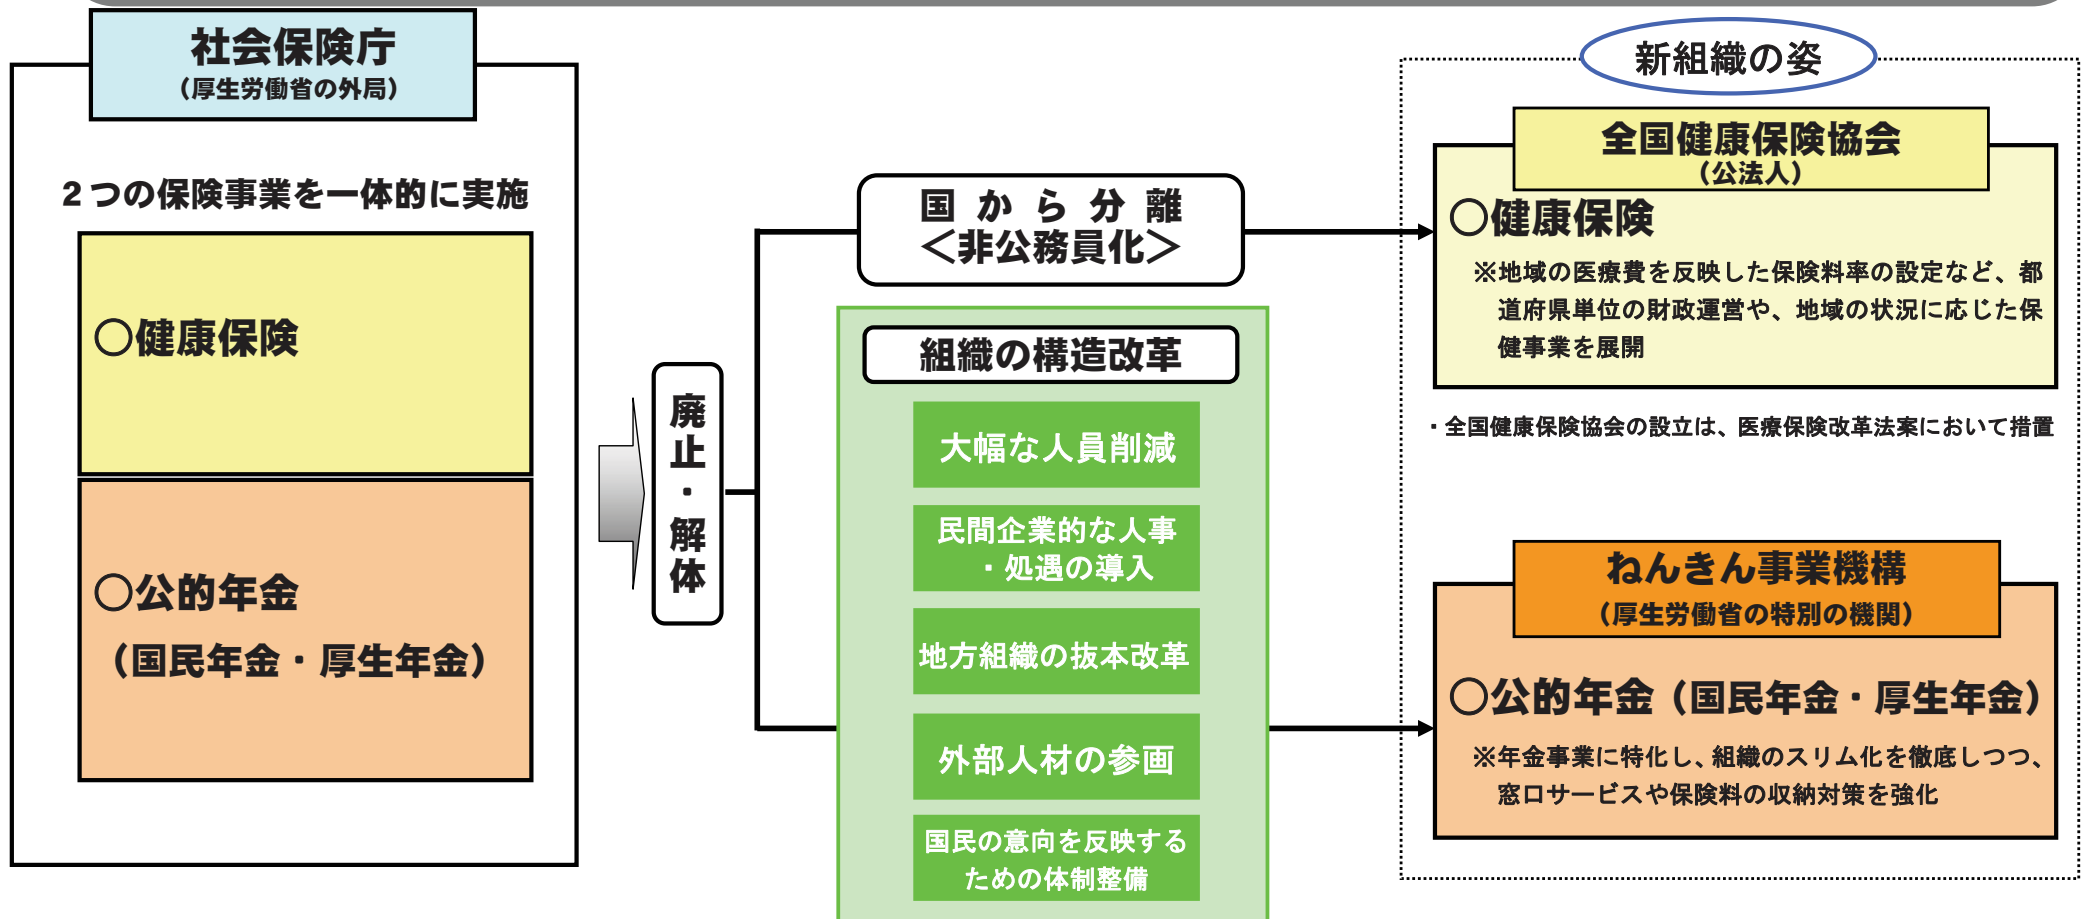 社会保険庁
（厚生労働省の外局）
２つの保険事業を一体的に実施
○健康保険
○公的年金
（国民年金・厚生年金）
廃止・解体
国から分離
＜非公務員化＞
組織の構造改革
大幅な人員削減
民間企業的な人事
・処遇の導入
地方組織の抜本改革
外部人材の参画
国民の意向を反映する
ための体制整備
新組織の姿
全国健康保険協会
（公法人）
○健康保険
※地域の医療費を反映した保険料率の設定など、都
道府県単位の財政運営や、地域の状況に応じた保
健事業を展開
・全国健康保険協会の設立は、医療保険改革法案において措置
ねんきん事業機構
（厚生労働省の特別の機関）
○公的年金（国民年金・厚生年金）
※年金事業に特化し、組織のスリム化を徹底しつつ、
窓口サービスや保険料の収納対策を強化